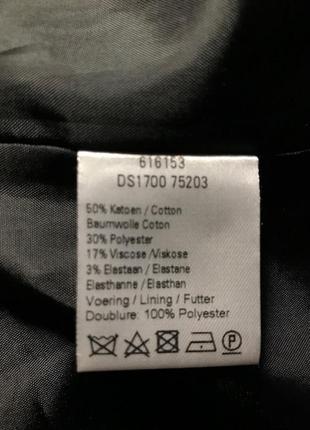 616153
DS1700 75203
50% Katoen / Cotton
Baumwolle Coton
30% Polyester
17% Viscose /Viskose
3% Elastaan / Elastane
Elasthanne / Elasthan
Voering / Lining / Futter
Doublure: 100% Polyester
P